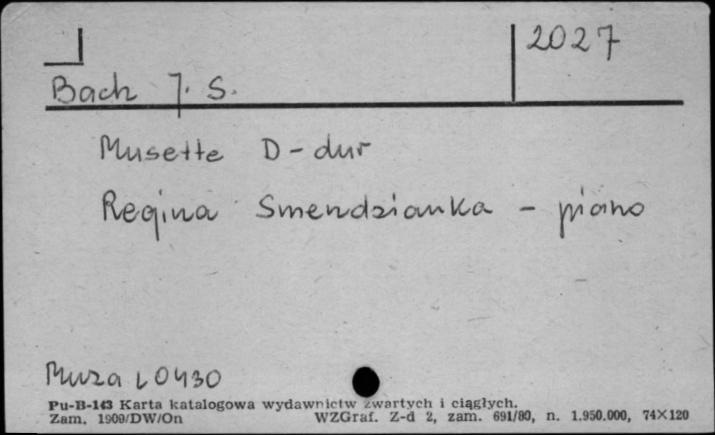 2027
Bach J. S.
Musette D-dur
Regina Smendzianka - piano
Muza L 0430
Pu-B-143 Karta katalogowa wydawnictw zwartych i ciągłych.
Zam. 1909/DW/On WZGraf. Z-d 2, zam. 691/80, n. 1.950.000, 74X120